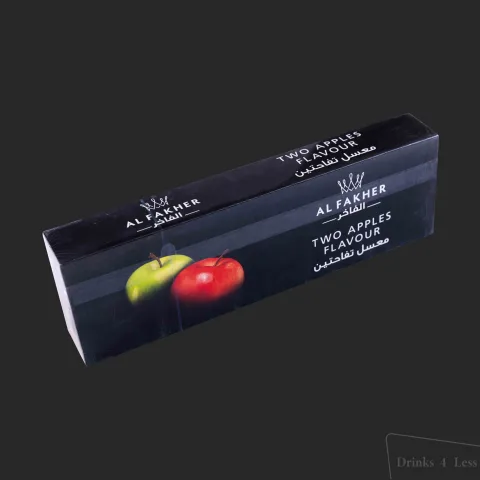 AL FAKHER
الفاخر
TWO APPLES
FLAVOUR
معسل تفاحتين
AL FAKHER
الفاخر
TWO APPLES
FLAVOUR
معسل تفاحتين
Drinks 4 Less